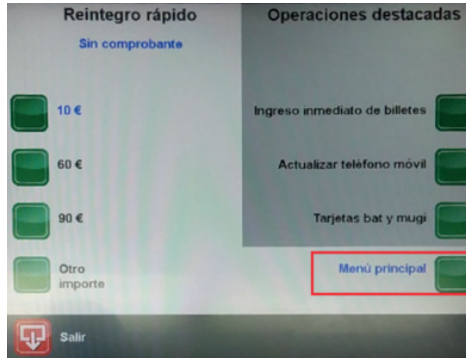 Reintegro rápido
Sin comprobante
10 €
60 €
90 €
Otro
importe
Operaciones destacadas
Ingreso inmediato de billetes
Actualizar teléfono móvil
Tarjetas bat y mugi
Menú principal
Salir